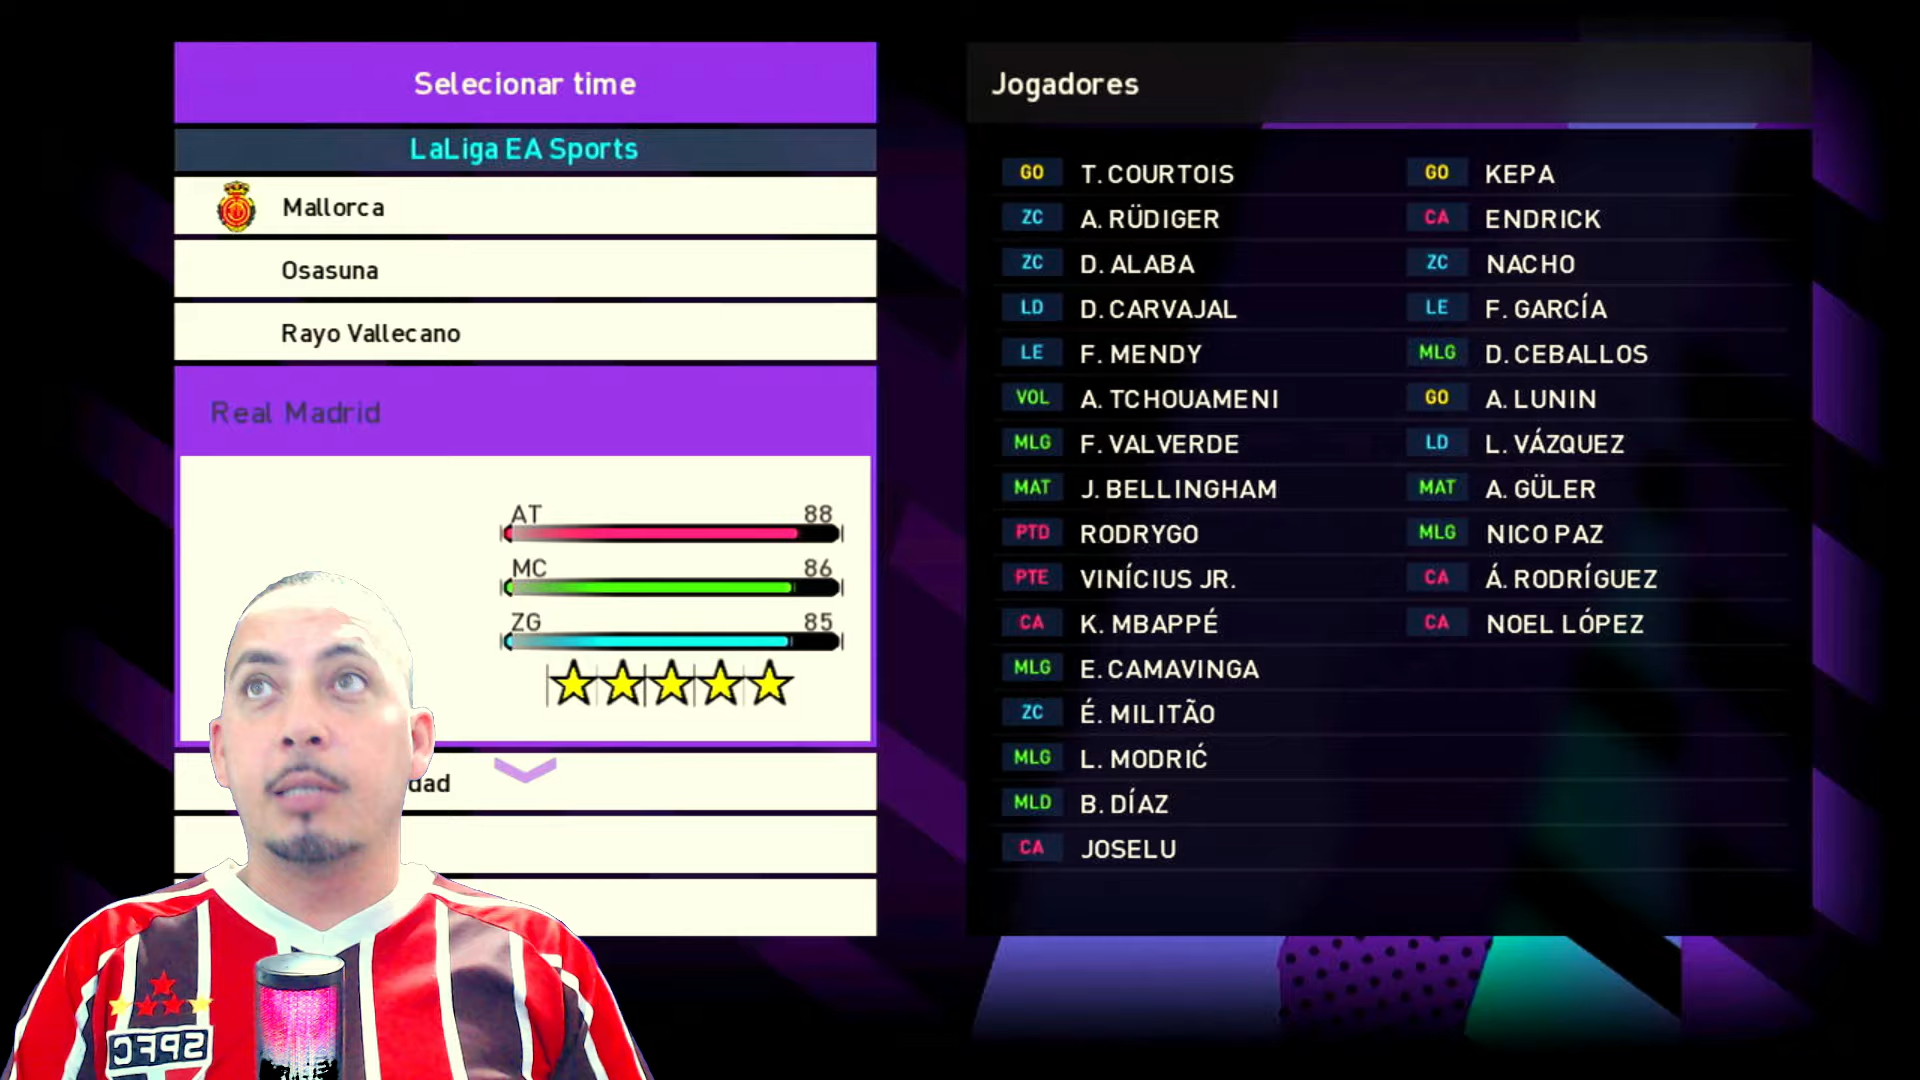 Selecionar time
LaLiga EA Sports
Mallorca
Osasuna
Rayo Vallecano
Real Madrid
AT 88
MC 86
ZG 85
dad
Jogadores
GO T. COURTOIS
ZC A. RÜDIGER
ZC D. ALABA
LD D. CARVAJAL
LE F. MENDY
VOL A. TCHOUAMENI
MLG F. VALVERDE
MAT J. BELLINGHAM
PTD RODRYGO
PTE VINÍCIUS JR.
CA K. MBAPPÉ
MLG E. CAMAVINGA
ZC É. MILITÃO
MLG L. MODRIĆ
MLD B. DÍAZ
CA JOSELU
GO KEPA
CA ENDRICK
ZC NACHO
LE F. GARCÍA
MLG D. CEBALLOS
GO A. LUNIN
LD L. VÁZQUEZ
MAT A. GÜLER
MLG NICO PAZ
CA Á. RODRÍGUEZ
CA NOEL LÓPEZ
SPFC